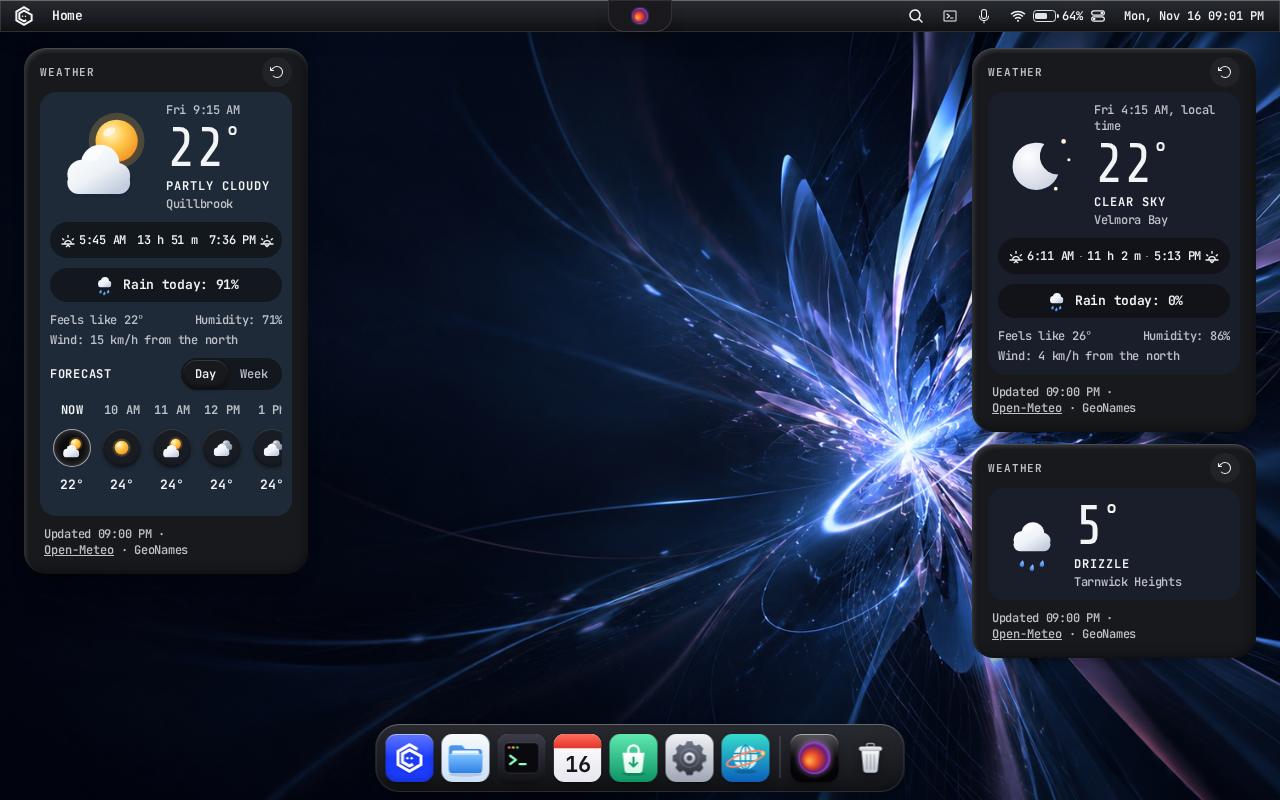 Home
64%
Mon, Nov 16 09:01 PM
WEATHER
Fri 9:15 AM
22°
PARTLY CLOUDY
Quillbrook
5:45 AM 13 h 51 m 7:36 PM
Rain today: 91%
Feels like 22° Humidity: 71%
Wind: 15 km/h from the north
FORECAST Day Week
NOW 10 AM 11 AM 12 PM 1 PM
22° 24° 24° 24° 24°
Updated 09:00 PM ·
Open-Meteo · GeoNames
WEATHER
Fri 4:15 AM, local
time
22°
CLEAR SKY
Velmora Bay
6:11 AM · 11 h 2 m · 5:13 PM
Rain today: 0%
Feels like 26° Humidity: 86%
Wind: 4 km/h from the north
Updated 09:00 PM ·
Open-Meteo · GeoNames
WEATHER
5°
DRIZZLE
Tarnwick Heights
Updated 09:00 PM ·
Open-Meteo · GeoNames
16